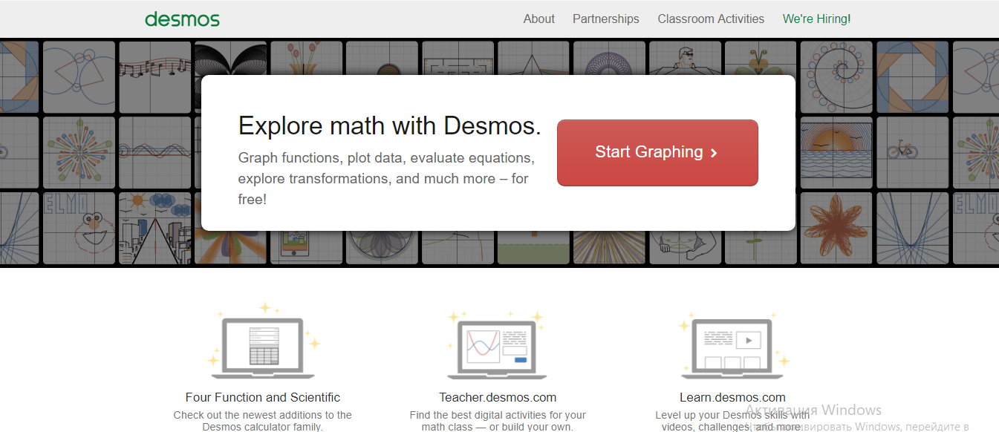 desmos
About
Partnerships
Classroom Activities
We're Hiring!
ELMO
ELMO
Explore math with Desmos.
Graph functions, plot data, evaluate equations,
explore transformations, and much more – for
free!
Start Graphing
Four Function and Scientific
Check out the newest additions to the
Desmos calculator family.
Teacher.desmos.com
Find the best digital activities for your
math class — or build your own.
Learn.desmos.com
Level up your Desmos skills with
videos, challenges, and more.
Активация Windows
Чтобы активировать Windows, перейдите в